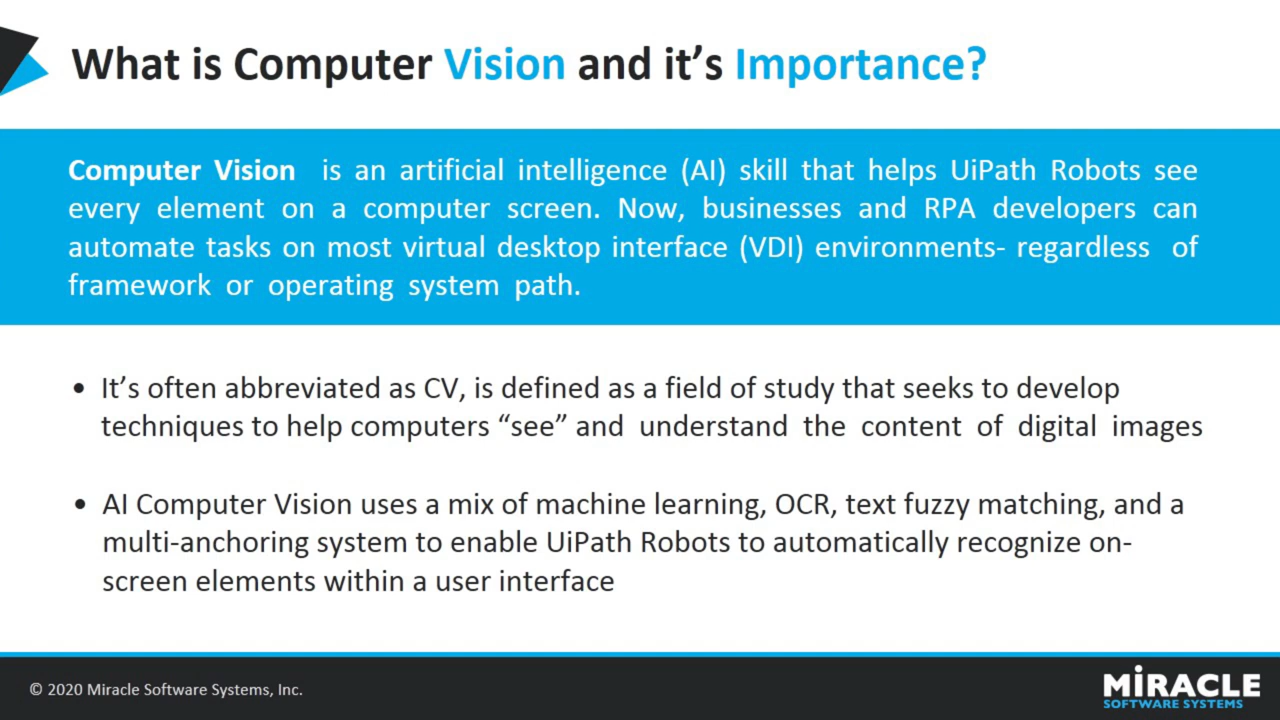 What is Computer Vision and it’s Importance?
Computer Vision is an artificial intelligence (AI) skill that helps UiPath Robots see
every element on a computer screen. Now, businesses and RPA developers can
automate tasks on most virtual desktop interface (VDI) environments- regardless of
framework or operating system path.
• It’s often abbreviated as CV, is defined as a field of study that seeks to develop
techniques to help computers “see” and understand the content of digital images
• AI Computer Vision uses a mix of machine learning, OCR, text fuzzy matching, and a
multi-anchoring system to enable UiPath Robots to automatically recognize on-
screen elements within a user interface
© 2020 Miracle Software Systems, Inc.
MiRACLE
SOFTWARE SYSTEMS